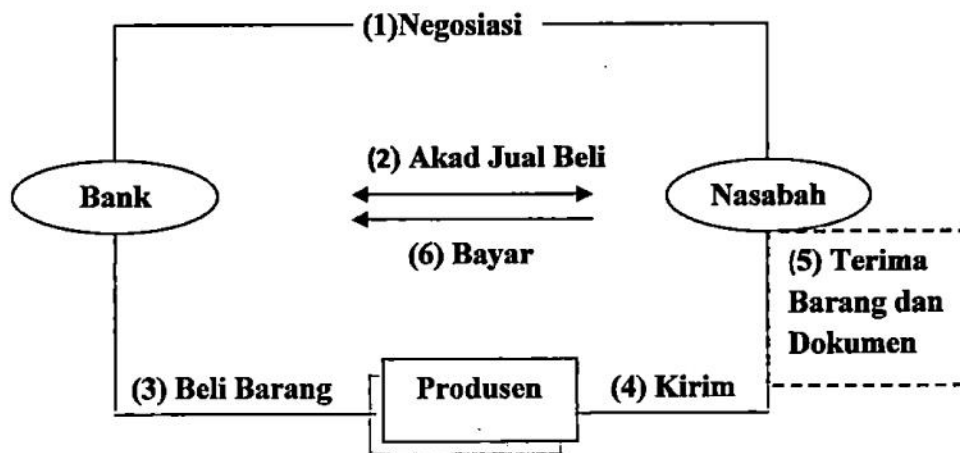 (1)Negosiasi
(2) Akad Jual Beli
Bank
Nasabah
(6) Bayar
(5) Terima
Barang dan
Dokumen
(3) Beli Barang
Produsen
(4) Kirim